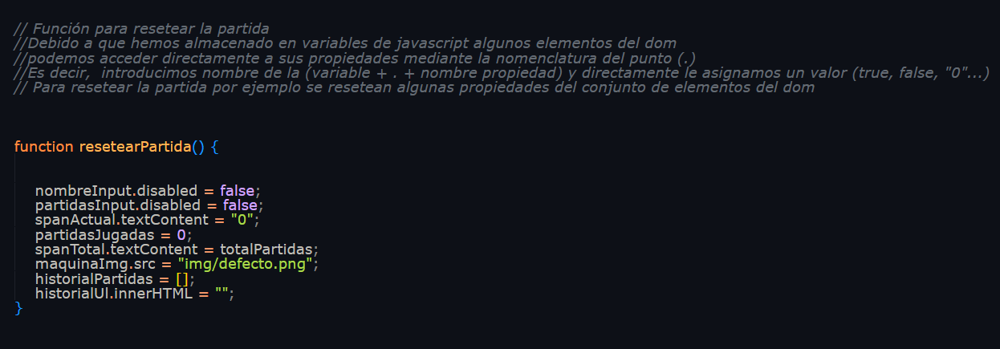 // Función para resetear la partida
//Debido a que hemos almacenado en variables de javascript algunos elementos del dom
//podemos acceder directamente a sus propiedades mediante la nomenclatura del punto (.)
//Es decir,  introducimos nombre de la (variable + . + nombre propiedad) y directamente le asignamos un valor (true, false, "0"...)
// Para resetear la partida por ejemplo se resetean algunas propiedades del conjunto de elementos del dom
function resetearPartida() {
    nombreInput.disabled = false;
    partidasInput.disabled = false;
    spanActual.textContent = "0";
    partidasJugadas = 0;
    spanTotal.textContent = totalPartidas;
    maquinaImg.src = "img/defecto.png";
    historialPartidas = [];
    historialUl.innerHTML = "";
}